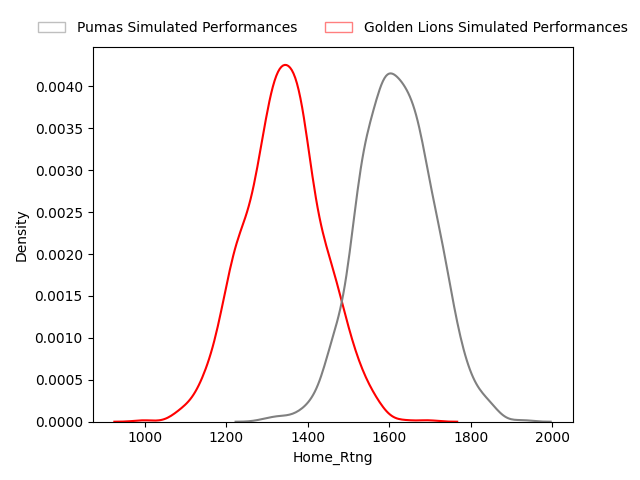 Pumas Simulated Performances Golden Lions Simulated Performances
0.0040
0.0035
0.0030
0.0025
0.0020
0.0015
0.0010
0.0005
0.0000
Density
1000 1200 1400 1600 1800 2000
Home_Rtng